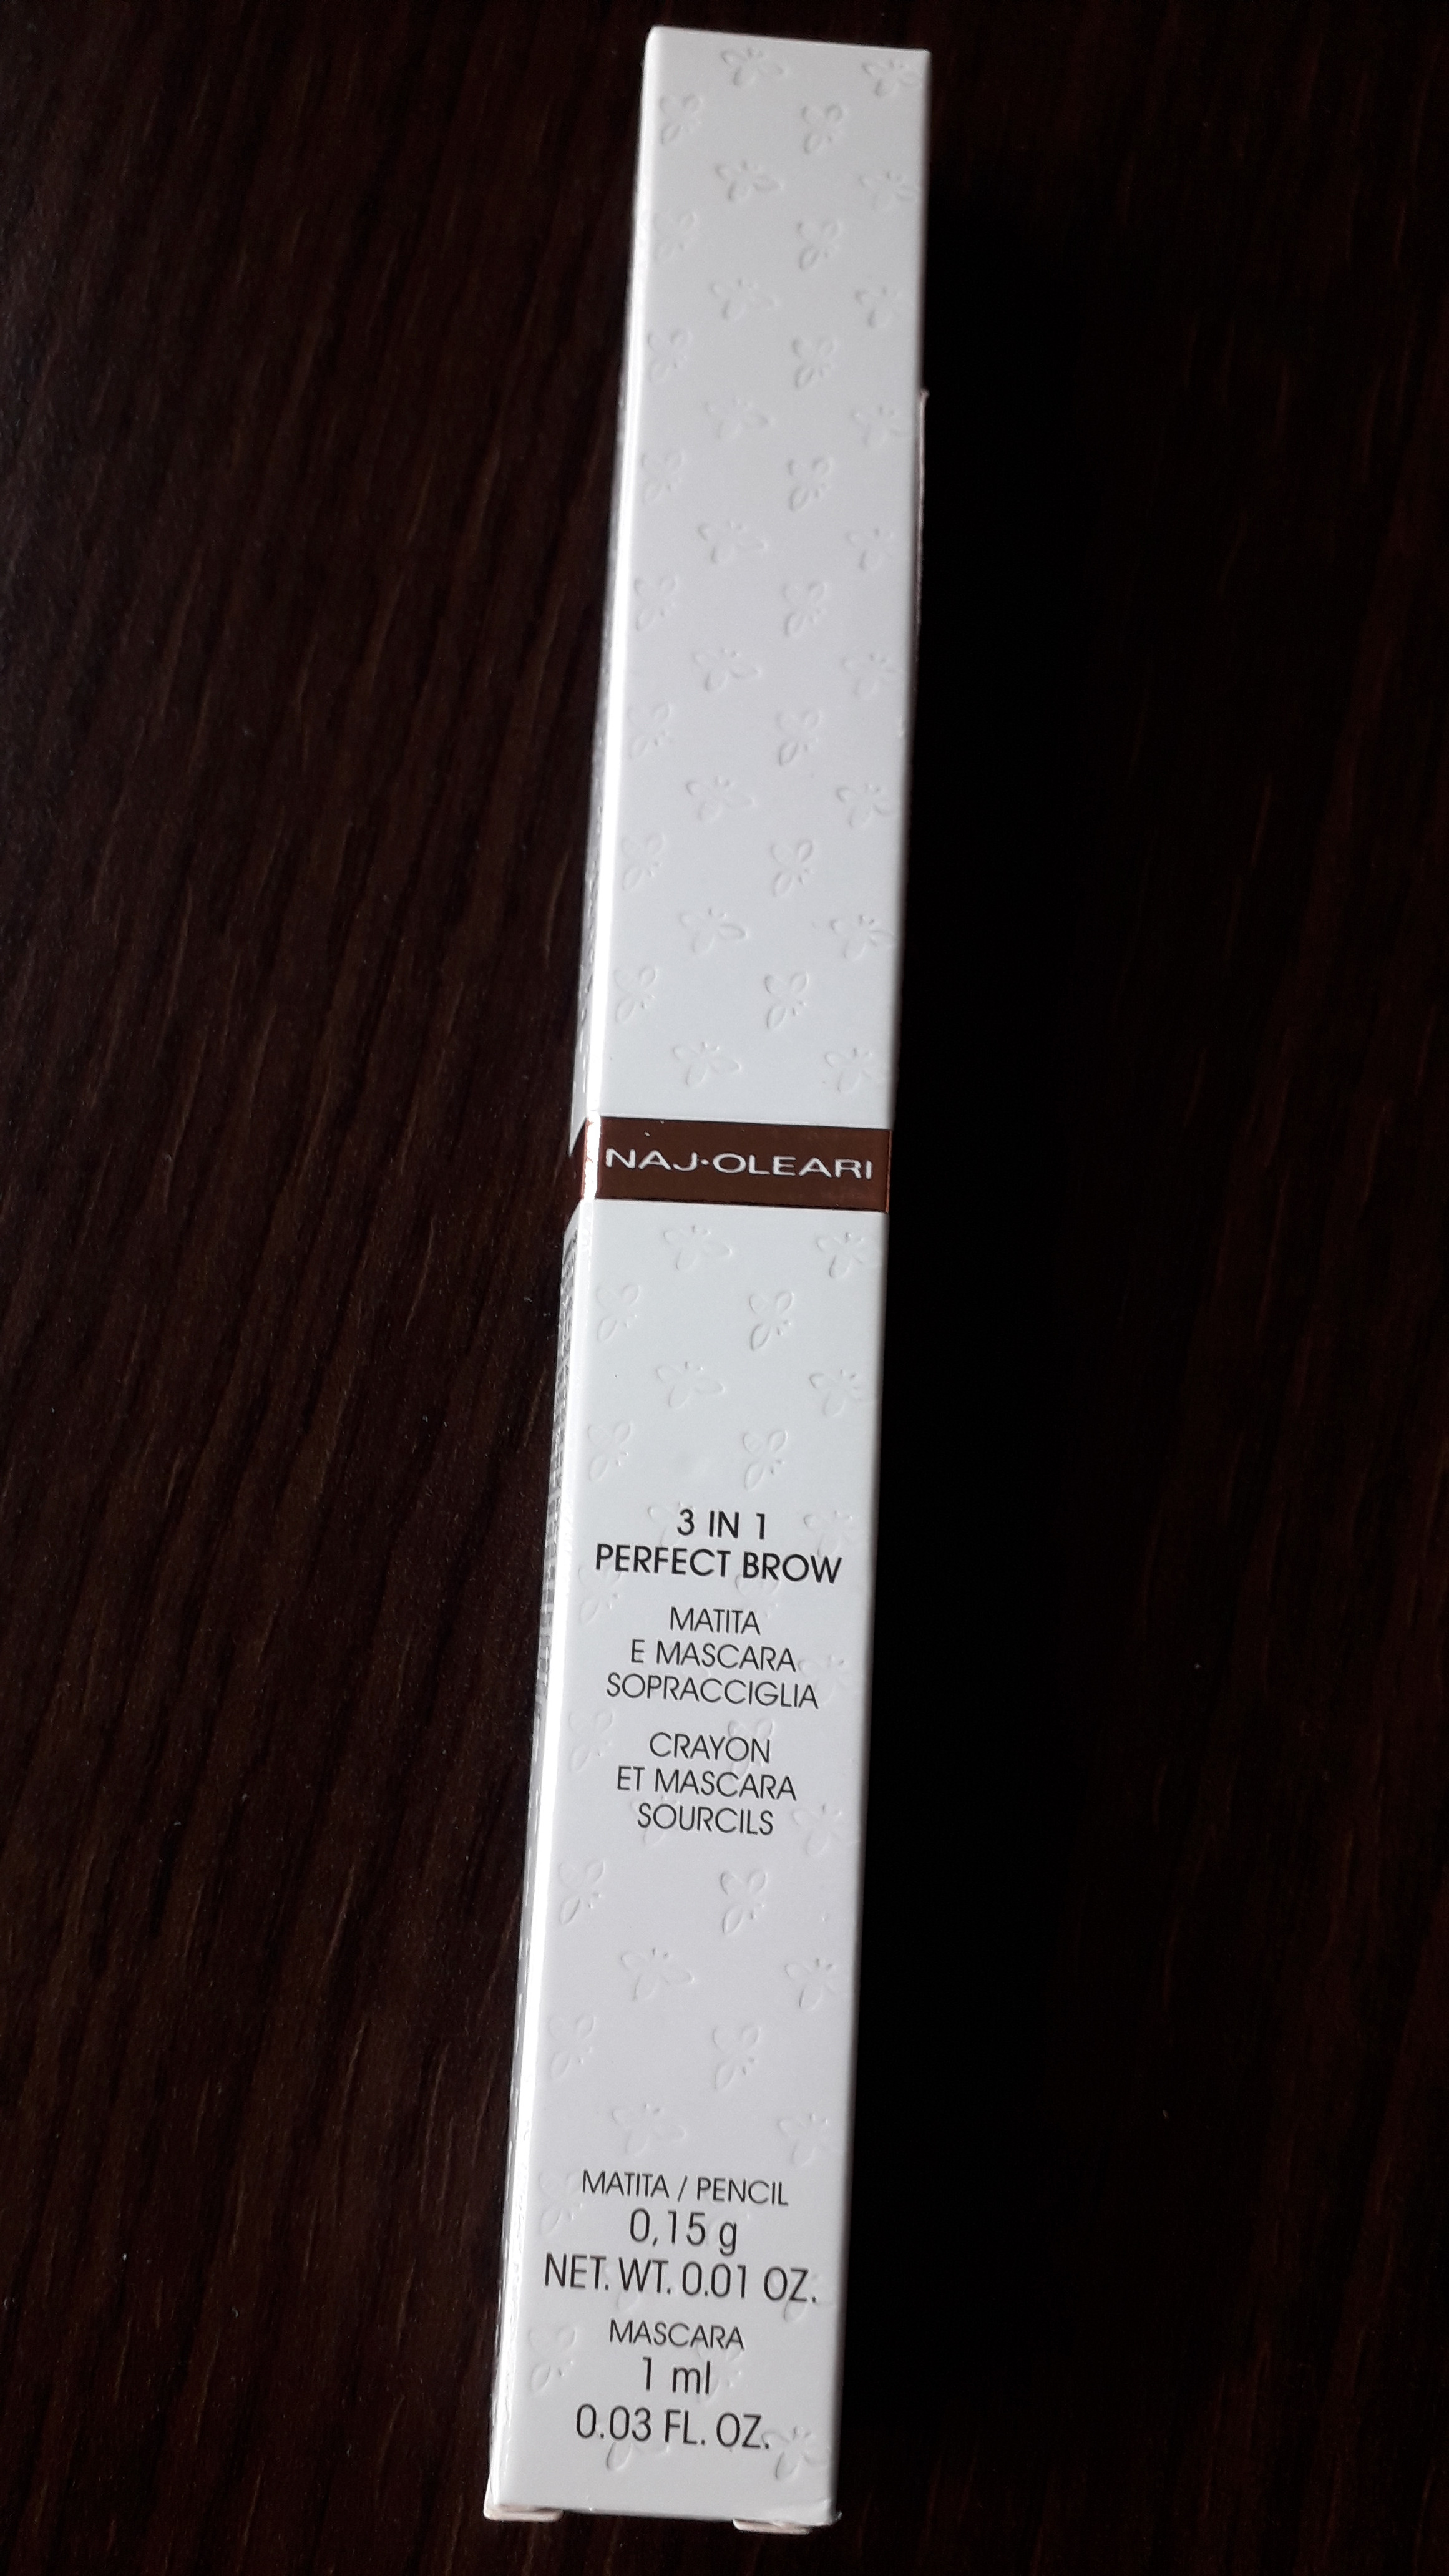 NAJ·OLEARI
3 IN 1
PERFECT BROW
MATITA
E MASCARA
SOPRACCIGLIA
CRAYON
ET MASCARA
SOURCILS
MATITA / PENCIL
0,15 g
NET. WT. 0.01 OZ.
MASCARA
1 ml
0.03 FL. OZ.